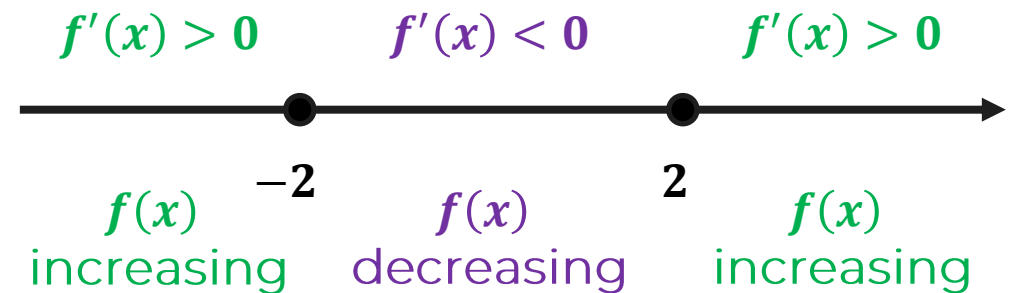 f′(x) > 0 f′(x) < 0 f′(x) > 0
−2 2
f(x) f(x) f(x)
increasing decreasing increasing